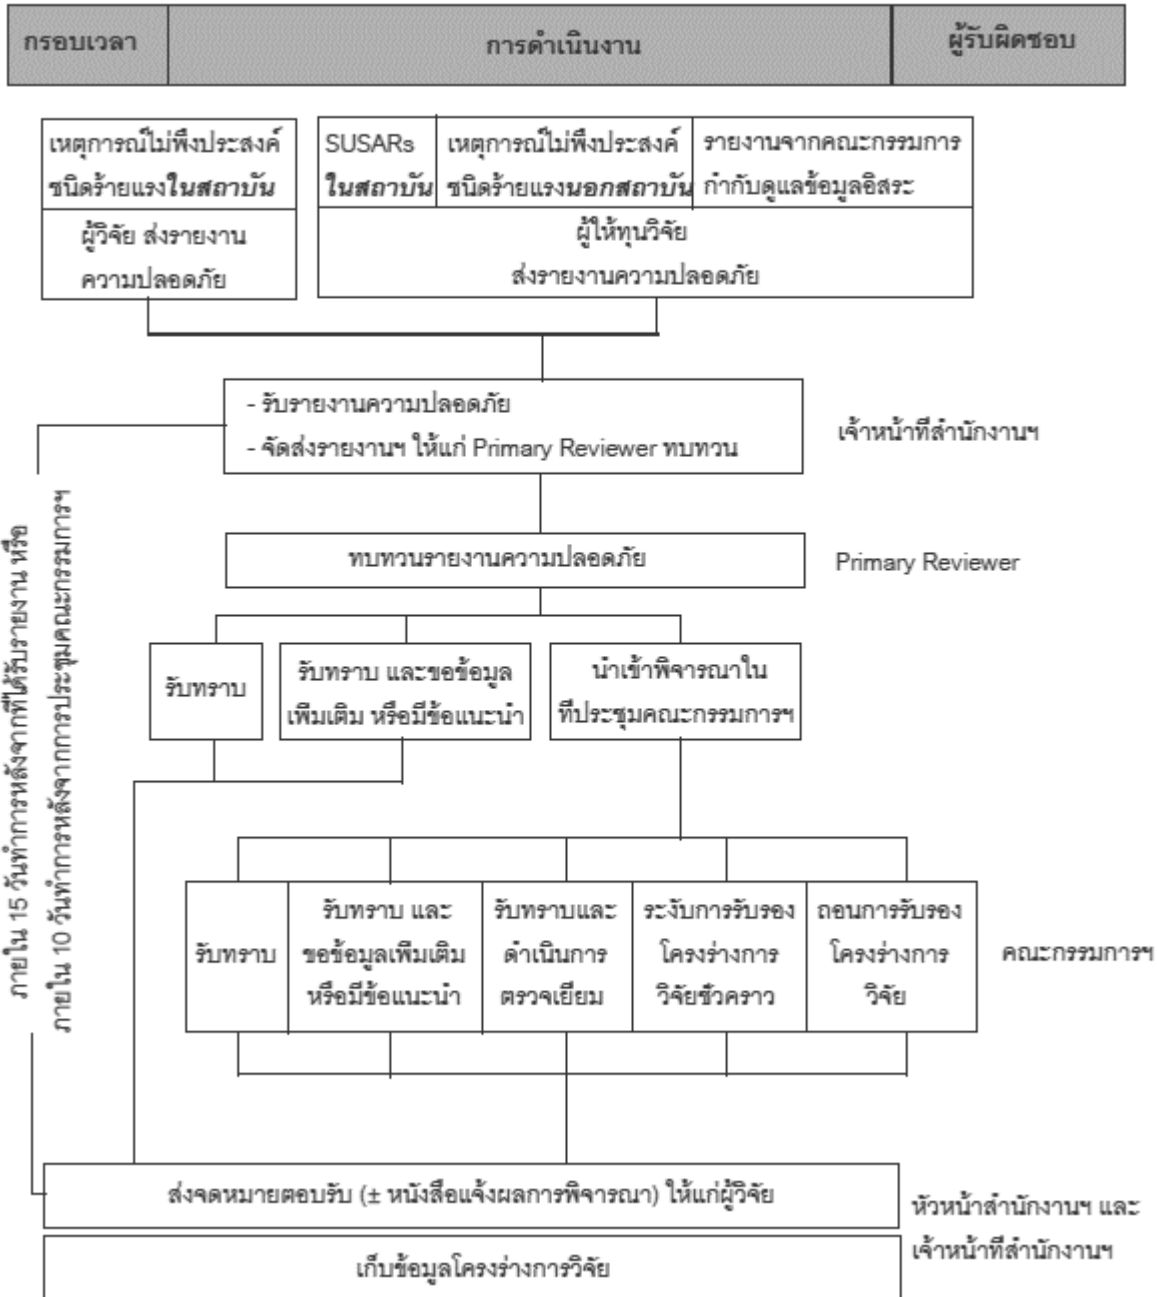 กรอบเวลา
การดำเนินงาน
ผู้รับผิดชอบ
เหตุการณ์ไม่พึงประสงค์
ชนิดร้ายแรงในสถาบัน
ผู้วิจัย ส่งรายงาน
ความปลอดภัย
SUSARs
ในสถาบัน
เหตุการณ์ไม่พึงประสงค์
ชนิดร้ายแรงนอกสถาบัน
รายงานจากคณะกรรมการ
กำกับดูแลข้อมูลอิสระ
ผู้ให้ทุนวิจัย
ส่งรายงานความปลอดภัย
- รับรายงานความปลอดภัย
- จัดส่งรายงานฯ ให้แก่ Primary Reviewer ทบทวน
เจ้าหน้าที่สำนักงานฯ
ภายใน 15 วันทำการหลังจากที่ได้รับรายงาน หรือ
ภายใน 10 วันทำการหลังจากการประชุมคณะกรรมการฯ
ทบทวนรายงานความปลอดภัย
Primary Reviewer
รับทราบ
รับทราบ และขอข้อมูล
เพิ่มเติม หรือมีข้อแนะนำ
นำเข้าพิจารณาใน
ที่ประชุมคณะกรรมการฯ
รับทราบ
รับทราบ และ
ขอข้อมูลเพิ่มเติม
หรือมีข้อแนะนำ
รับทราบและ
ดำเนินการ
ตรวจเยี่ยม
ระงับการรับรอง
โครงร่างการ
วิจัยชั่วคราว
ถอนการรับรอง
โครงร่างการ
วิจัย
คณะกรรมการฯ
ส่งจดหมายตอบรับ (± หนังสือแจ้งผลการพิจารณา) ให้แก่ผู้วิจัย
หัวหน้าสำนักงานฯ และ
เจ้าหน้าที่สำนักงานฯ
เก็บข้อมูลโครงร่างการวิจัย